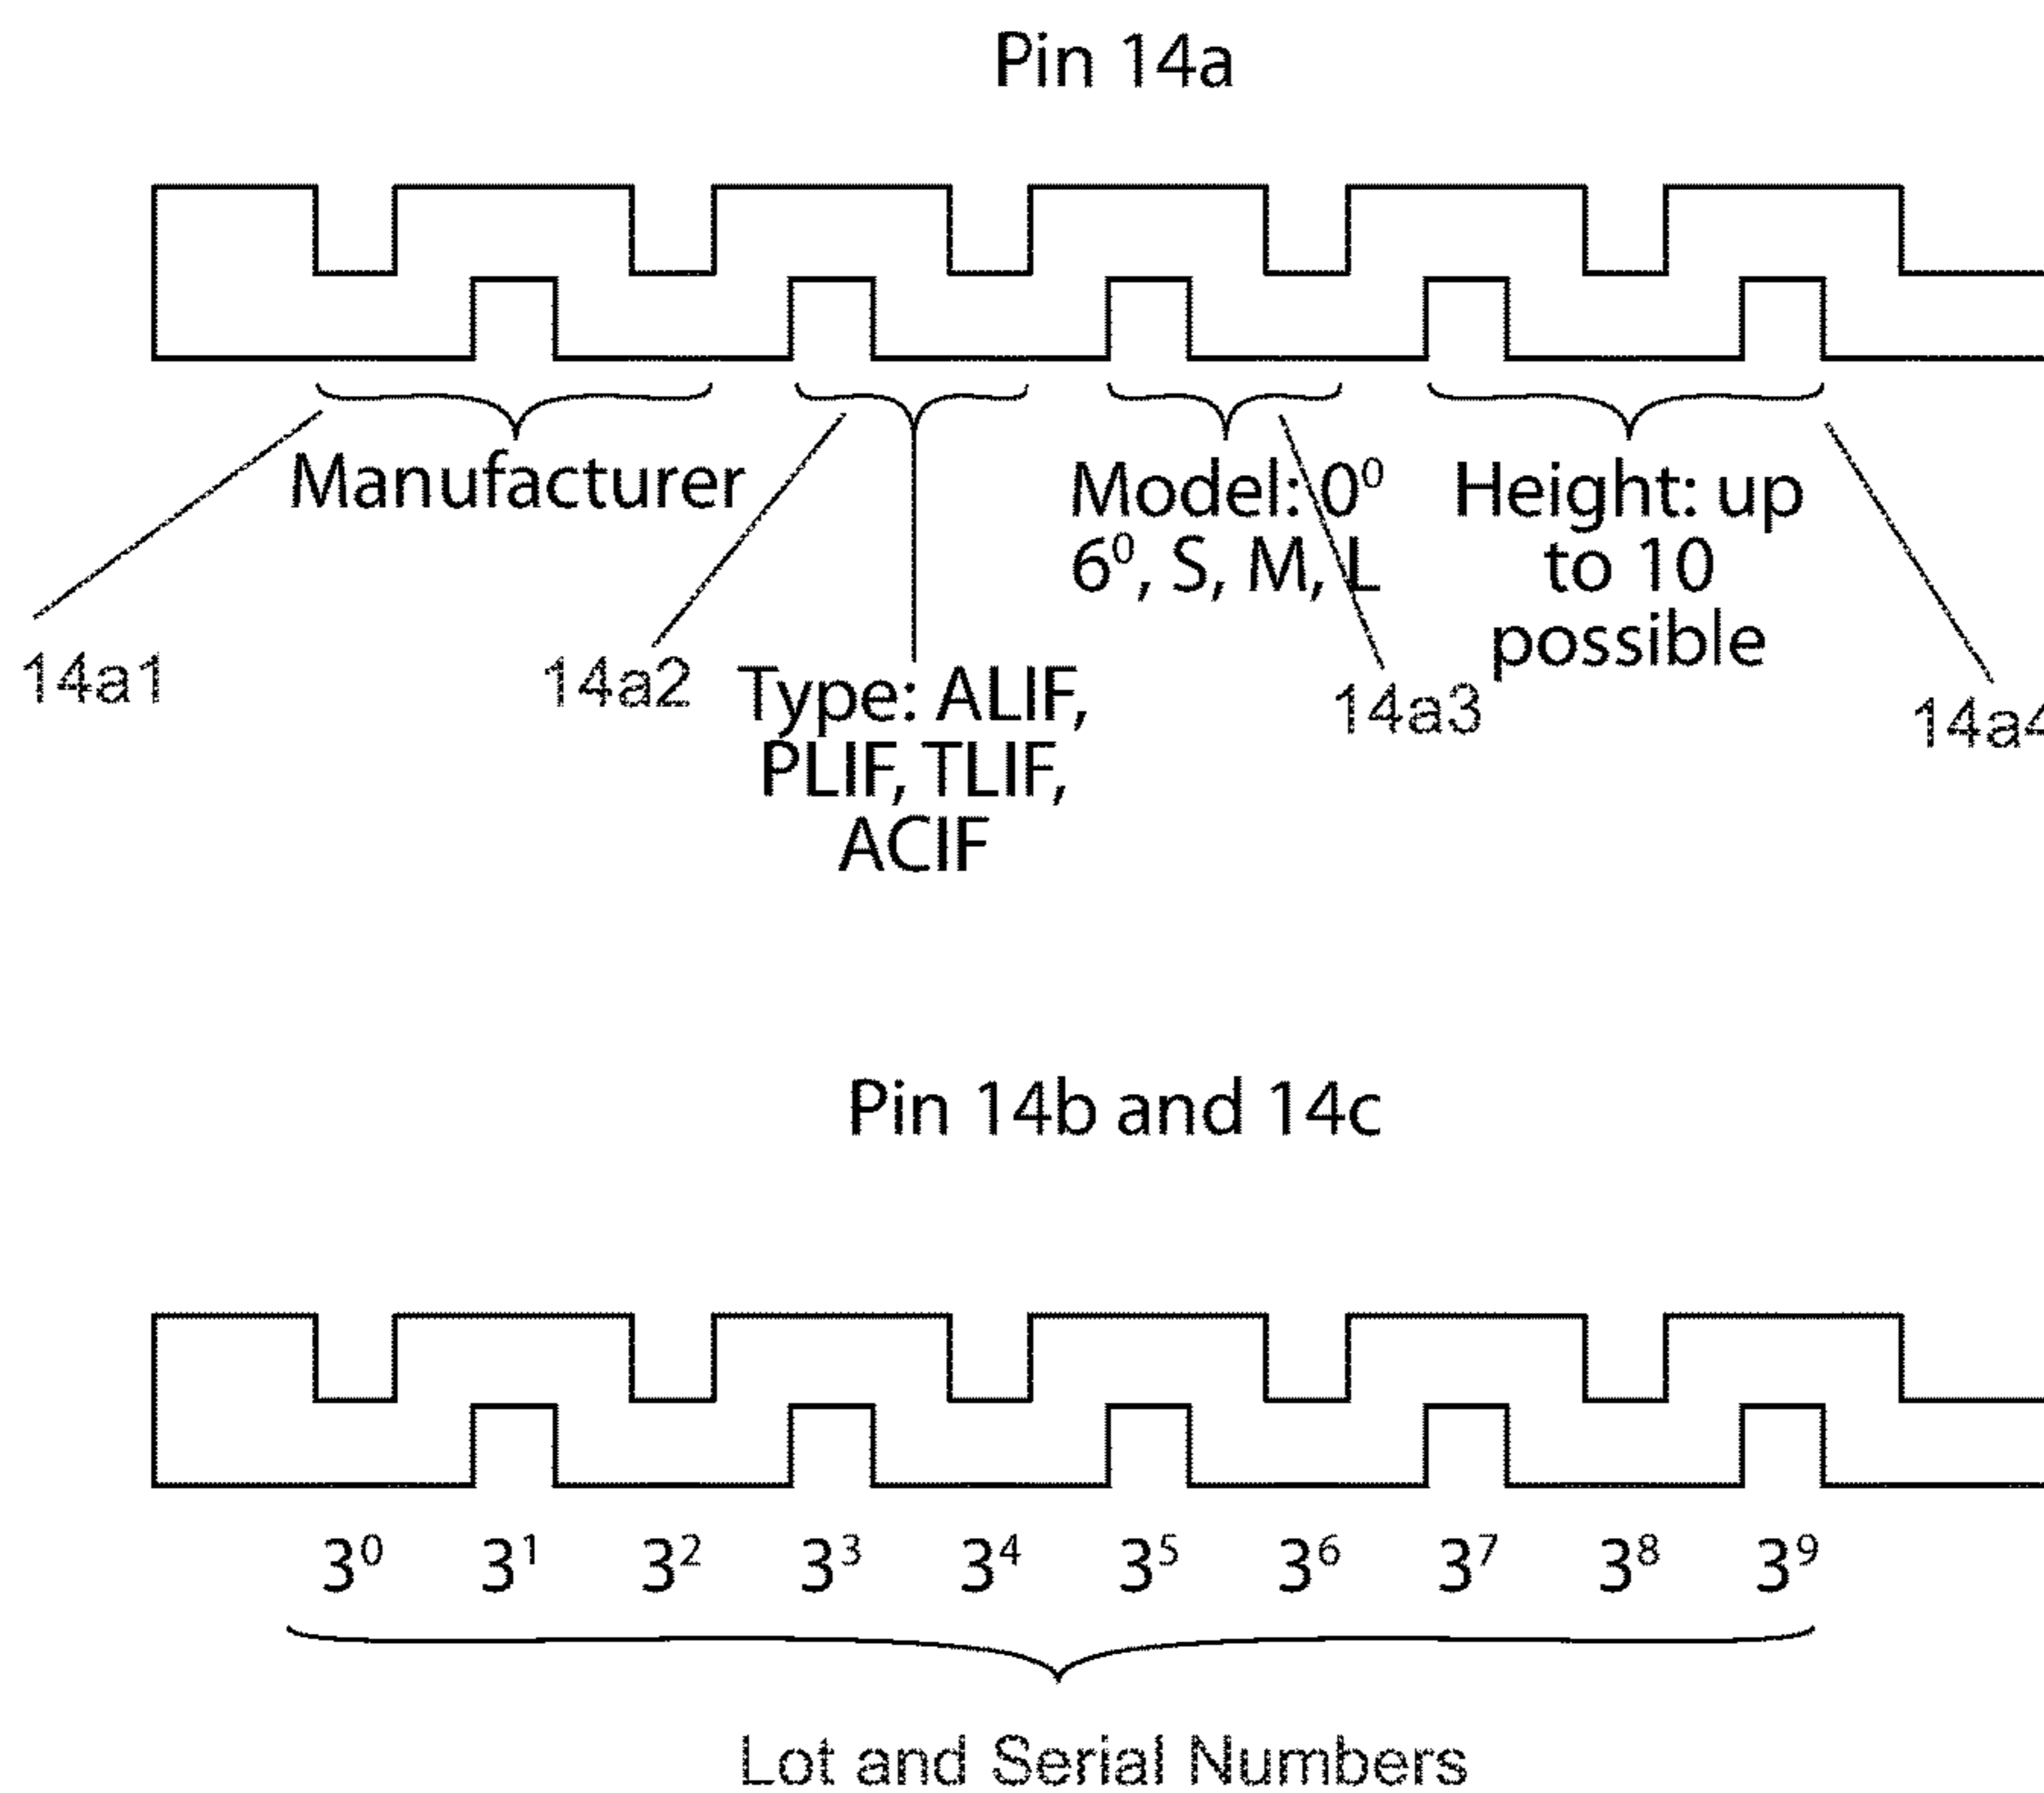 Pin 14a
Manufacturer
Model: 0⁰
6⁰, S, M, L
Height: up
to 10
possible
14a1
14a2
Type: ALIF,
PLIF, TLIF,
ACIF
14a3
14a4
Pin 14b and 14c
3⁰ 3¹ 3² 3³ 3⁴ 3⁵ 3⁶ 3⁷ 3⁸ 3⁹
Lot and Serial Numbers